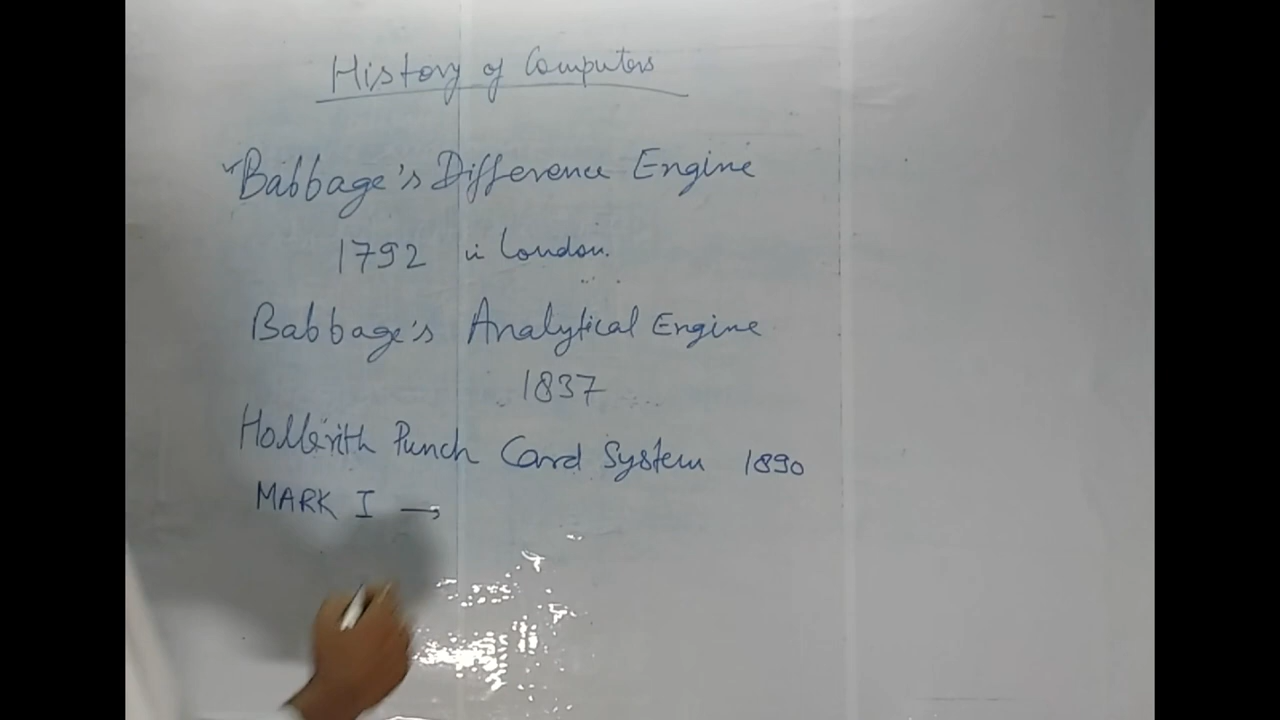 History of Computers
Babbage's Difference Engine
1792 in London.
Babbage's Analytical Engine
1837
Hollerith Punch Card System 1890
MARK I →